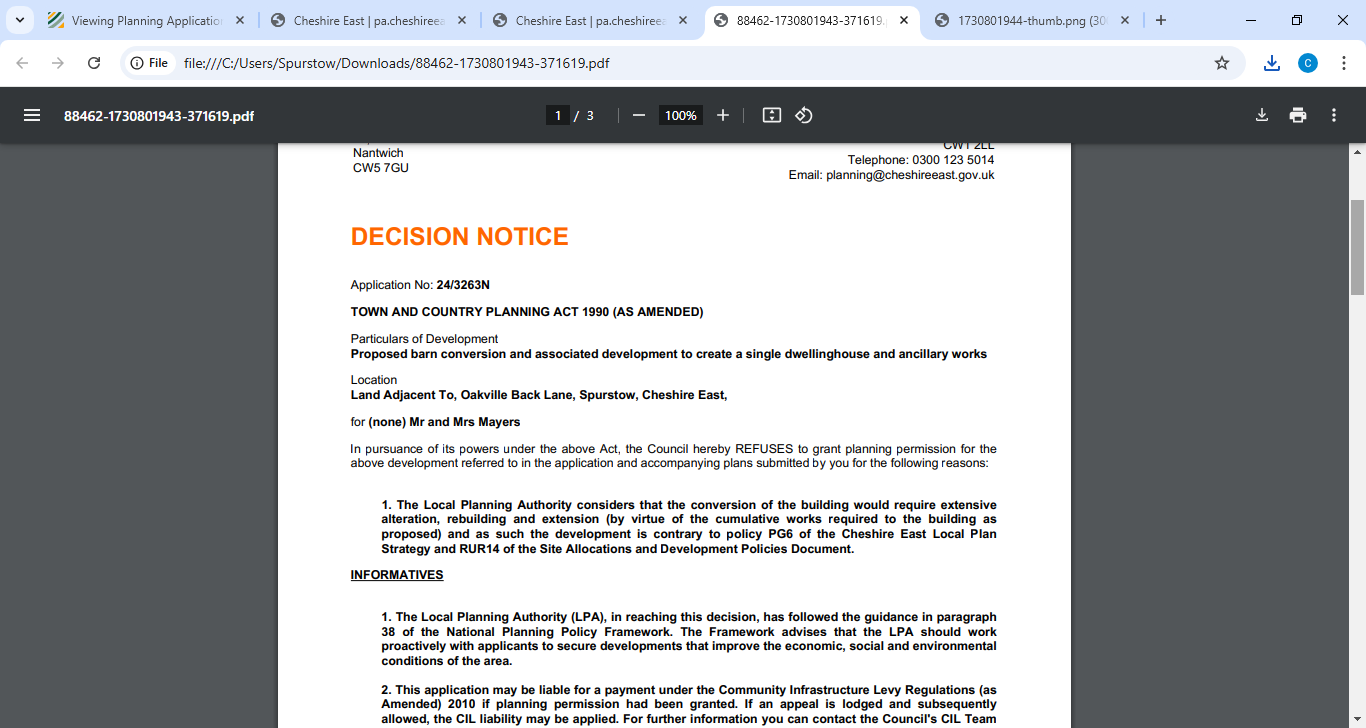 Viewing Planning Applicatio
Cheshire East | pa.cheshireea
Cheshire East | pa.cheshireea
88462-1730801943-371619.
1730801944-thumb.png (30
File
file:///C:/Users/Spurstow/Downloads/88462-1730801943-371619.pdf
C
88462-1730801943-371619.pdf
1 / 3
100%
Nantwich
CW5 7GU
CW1 2LL
Telephone: 0300 123 5014
Email: planning@cheshireeast.gov.uk
DECISION NOTICE
Application No: 24/3263N
TOWN AND COUNTRY PLANNING ACT 1990 (AS AMENDED)
Particulars of Development
Proposed barn conversion and associated development to create a single dwellinghouse and ancillary works
Location
Land Adjacent To, Oakville Back Lane, Spurstow, Cheshire East,
for (none) Mr and Mrs Mayers
In pursuance of its powers under the above Act, the Council hereby REFUSES to grant planning permission for the
above development referred to in the application and accompanying plans submitted by you for the following reasons:
1. The Local Planning Authority considers that the conversion of the building would require extensive
alteration, rebuilding and extension (by virtue of the cumulative works required to the building as
proposed) and as such the development is contrary to policy PG6 of the Cheshire East Local Plan
Strategy and RUR14 of the Site Allocations and Development Policies Document.
INFORMATIVES
1. The Local Planning Authority (LPA), in reaching this decision, has followed the guidance in paragraph
38 of the National Planning Policy Framework. The Framework advises that the LPA should work
proactively with applicants to secure developments that improve the economic, social and environmental
conditions of the area.
2. This application may be liable for a payment under the Community Infrastructure Levy Regulations (as
Amended) 2010 if planning permission had been granted. If an appeal is lodged and subsequently
allowed, the CIL liability may be applied. For further information you can contact the Council's CIL Team